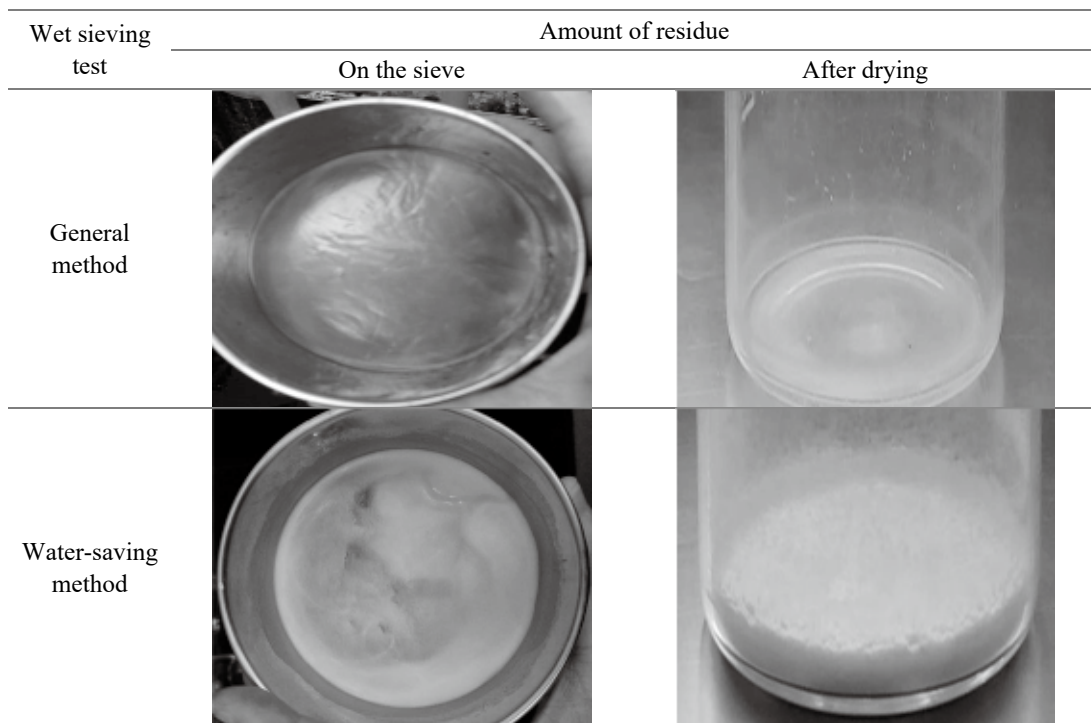 Wet sieving
test
Amount of residue
On the sieve
After drying
General
method
Water-saving
method